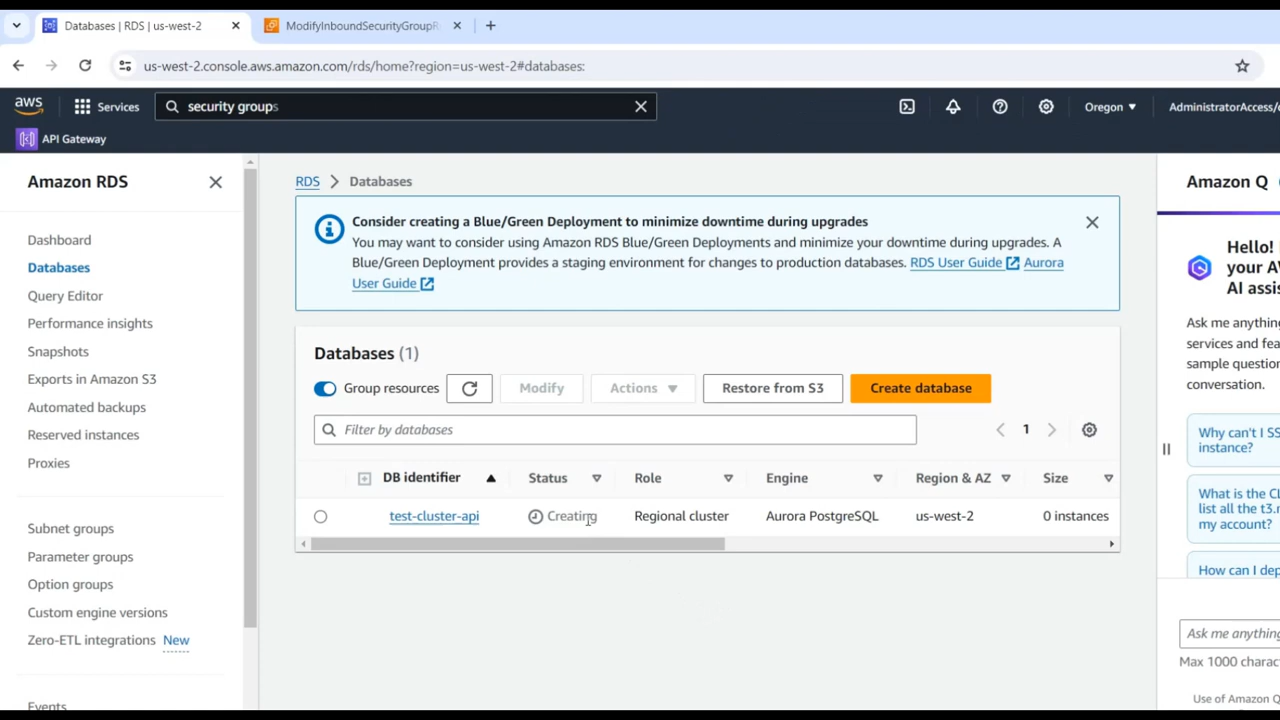 Databases | RDS | us-west-2
ModifyInboundSecurityGroupR
us-west-2.console.aws.amazon.com/rds/home?region=us-west-2#databases:
aws
Services
security groups
Oregon
AdministratorAccess/
API Gateway
Amazon RDS
Dashboard
Databases
Query Editor
Performance insights
Snapshots
Exports in Amazon S3
Automated backups
Reserved instances
Proxies
Subnet groups
Parameter groups
Option groups
Custom engine versions
Zero-ETL integrations New
Events
RDS > Databases
Consider creating a Blue/Green Deployment to minimize downtime during upgrades
You may want to consider using Amazon RDS Blue/Green Deployments and minimize your downtime during upgrades. A
Blue/Green Deployment provides a staging environment for changes to production databases. RDS User Guide Aurora
User Guide
Databases (1)
Group resources
Modify
Actions
Restore from S3
Create database
Filter by databases
1
DB identifier Status Role Engine Region & AZ Size
test-cluster-api Creating Regional cluster Aurora PostgreSQL us-west-2 0 instances
Amazon Q
Hello!
your A
AI assis
Ask me anything
services and fea
sample question
conversation.
Why can't I SS
instance?
What is the CL
list all the t3.
my account?
How can I dep
Ask me anything
Max 1000 charac
Use of Amazon Q